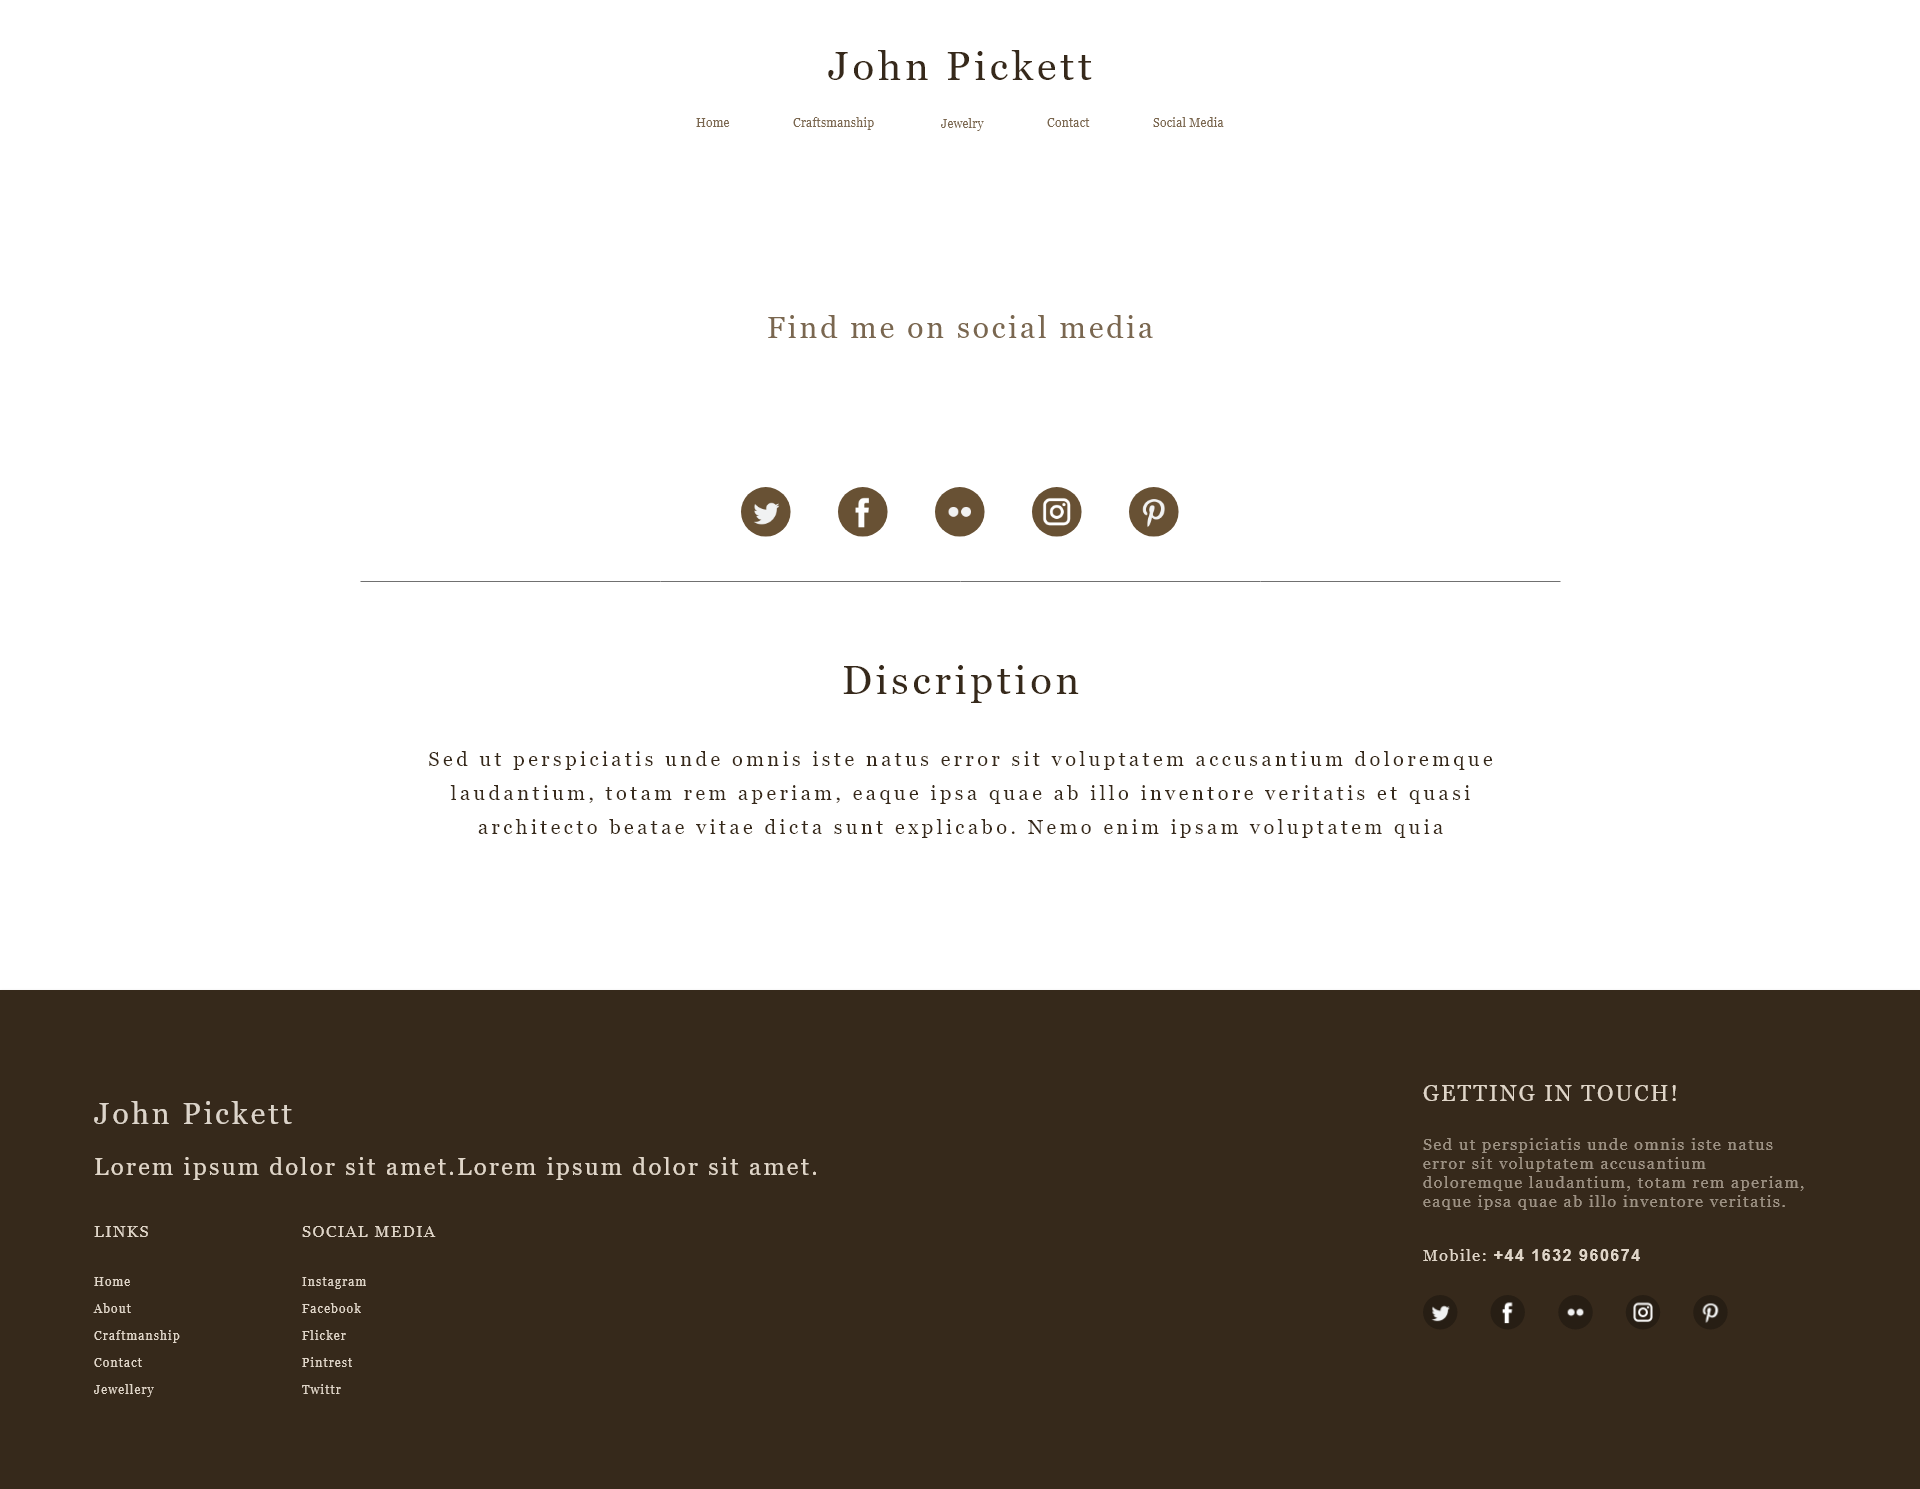 John Pickett
Home Craftsmanship Jewelry Contact Social Media
Find me on social media
Discription
Sed ut perspiciatis unde omnis iste natus error sit voluptatem accusantium doloremque
laudantium, totam rem aperiam, eaque ipsa quae ab illo inventore veritatis et quasi
architecto beatae vitae dicta sunt explicabo. Nemo enim ipsam voluptatem quia
John Pickett
Lorem ipsum dolor sit amet.Lorem ipsum dolor sit amet.
LINKS
Home
About
Craftmanship
Contact
Jewellery
SOCIAL MEDIA
Instagram
Facebook
Flicker
Pintrest
Twittr
GETTING IN TOUCH!
Sed ut perspiciatis unde omnis iste natus
error sit voluptatem accusantium
doloremque laudantium, totam rem aperiam,
eaque ipsa quae ab illo inventore veritatis.
Mobile: +44 1632 960674